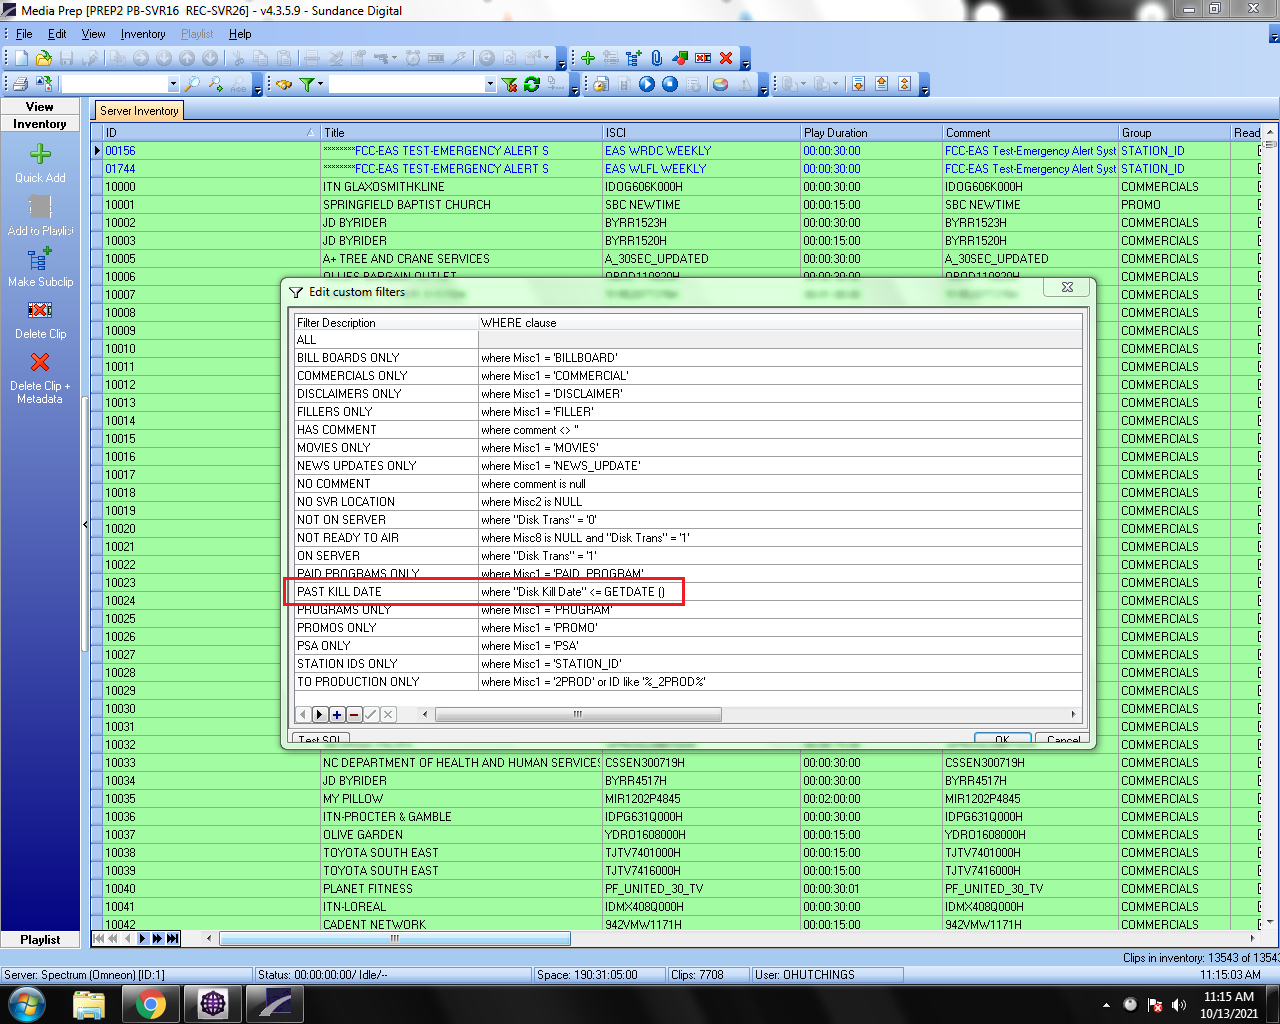 Media Prep [PREP2 PB-SVR16 REC-SVR26] - v4.3.5.9 - Sundance Digital
File Edit View Inventory Playlist Help
View
Inventory
Quick Add
Add to Playlist
Make Subclip
Delete Clip
Delete Clip +
Metadata
Playlist
Server Inventory
ID Title ISCI Play Duration Comment Group Read
00156 ********FCC-EAS TEST-EMERGENCY ALERT S EAS WRDC WEEKLY 00:00:30:00 FCC-EAS Test-Emergency Alert Syst STATION_ID
01744 ********FCC-EAS TEST-EMERGENCY ALERT S EAS WLFL WEEKLY 00:00:30:00 FCC-EAS Test-Emergency Alert Syst STATION_ID
10000 ITN GLAXOSMITHKLINE IDOG606K000H 00:00:30:00 IDOG606K000H COMMERCIALS
10001 SPRINGFIELD BAPTIST CHURCH SBC NEWTIME 00:00:15:00 SBC NEWTIME PROMO
10002 JD BYRIDER BYRR1523H 00:00:30:00 BYRR1523H COMMERCIALS
10003 JD BYRIDER BYRR1520H 00:00:15:00 BYRR1520H COMMERCIALS
10005 A+ TREE AND CRANE SERVICES A_30SEC_UPDATED 00:00:30:00 A_30SEC_UPDATED COMMERCIALS
10006 OLLIES BARGAIN OUTLET OBOD110820H 00:00:30:00 OBOD110820H COMMERCIALS
10007 COMMERCIALS
10008 COMMERCIALS
10009 COMMERCIALS
10010 COMMERCIALS
10011 COMMERCIALS
10012 COMMERCIALS
10013 COMMERCIALS
10014 COMMERCIALS
10015 COMMERCIALS
10016 COMMERCIALS
10017 COMMERCIALS
10018 COMMERCIALS
10019 COMMERCIALS
10020 COMMERCIALS
10021 COMMERCIALS
10022 COMMERCIALS
10023 COMMERCIALS
10024 COMMERCIALS
10025 COMMERCIALS
10026 COMMERCIALS
10027 COMMERCIALS
10028 COMMERCIALS
10029 COMMERCIALS
10030 COMMERCIALS
10031 COMMERCIALS
10032 COMMERCIALS
10033 NC DEPARTMENT OF HEALTH AND HUMAN SERVICES CSSEN300719H 00:00:30:00 CSSEN300719H COMMERCIALS
10034 JD BYRIDER BYRR4517H 00:00:30:00 BYRR4517H COMMERCIALS
10035 MY PILLOW MIR1202P4845 00:02:00:00 MIR1202P4845 COMMERCIALS
10036 ITN-PROCTER & GAMBLE IDPG631Q000H 00:00:30:00 IDPG631Q000H COMMERCIALS
10037 OLIVE GARDEN YDRO1608000H 00:00:15:00 YDRO1608000H COMMERCIALS
10038 TOYOTA SOUTH EAST TJTV7401000H 00:00:15:00 TJTV7401000H COMMERCIALS
10039 TOYOTA SOUTH EAST TJTV7416000H 00:00:15:00 TJTV7416000H COMMERCIALS
10040 PLANET FITNESS PF_UNITED_30_TV 00:00:30:01 PF_UNITED_30_TV COMMERCIALS
10041 ITN-LOREAL IDMX408Q000H 00:00:30:00 IDMX408Q000H COMMERCIALS
10042 CADENT NETWORK 942VMW1171H 00:00:15:00 942VMW1171H COMMERCIALS
Edit custom filters
Filter Description WHERE clause
ALL
BILL BOARDS ONLY where Misc1 = 'BILLBOARD'
COMMERCIALS ONLY where Misc1 = 'COMMERCIAL'
DISCLAIMERS ONLY where Misc1 = 'DISCLAIMER'
FILLERS ONLY where Misc1 = 'FILLER'
HAS COMMENT where comment <> ''
MOVIES ONLY where Misc1 = 'MOVIES'
NEWS UPDATES ONLY where Misc1 = 'NEWS_UPDATE'
NO COMMENT where comment is null
NO SVR LOCATION where Misc2 is NULL
NOT ON SERVER where "Disk Trans" = '0'
NOT READY TO AIR where Misc8 is NULL and "Disk Trans" = '1'
ON SERVER where "Disk Trans" = '1'
PAID PROGRAMS ONLY where Misc1 = 'PAID_PROGRAM'
PAST KILL DATE where "Disk Kill Date" <= GETDATE ()
PROGRAMS ONLY where Misc1 = 'PROGRAM'
PROMOS ONLY where Misc1 = 'PROMO'
PSA ONLY where Misc1 = 'PSA'
STATION IDS ONLY where Misc1 = 'STATION_ID'
TO PRODUCTION ONLY where Misc1 = '2PROD' or ID like '%_2PROD%'
Test SQL OK Cancel
Clips in inventory: 13543 of 1354
Server: Spectrum (Omneon) [ID:1] Status: 00:00:00:00/ Idle/-- Space: 190:31:05:00 Clips: 7708 User: OHUTCHINGS 11:15:03 AM
11:15 AM
10/13/2021